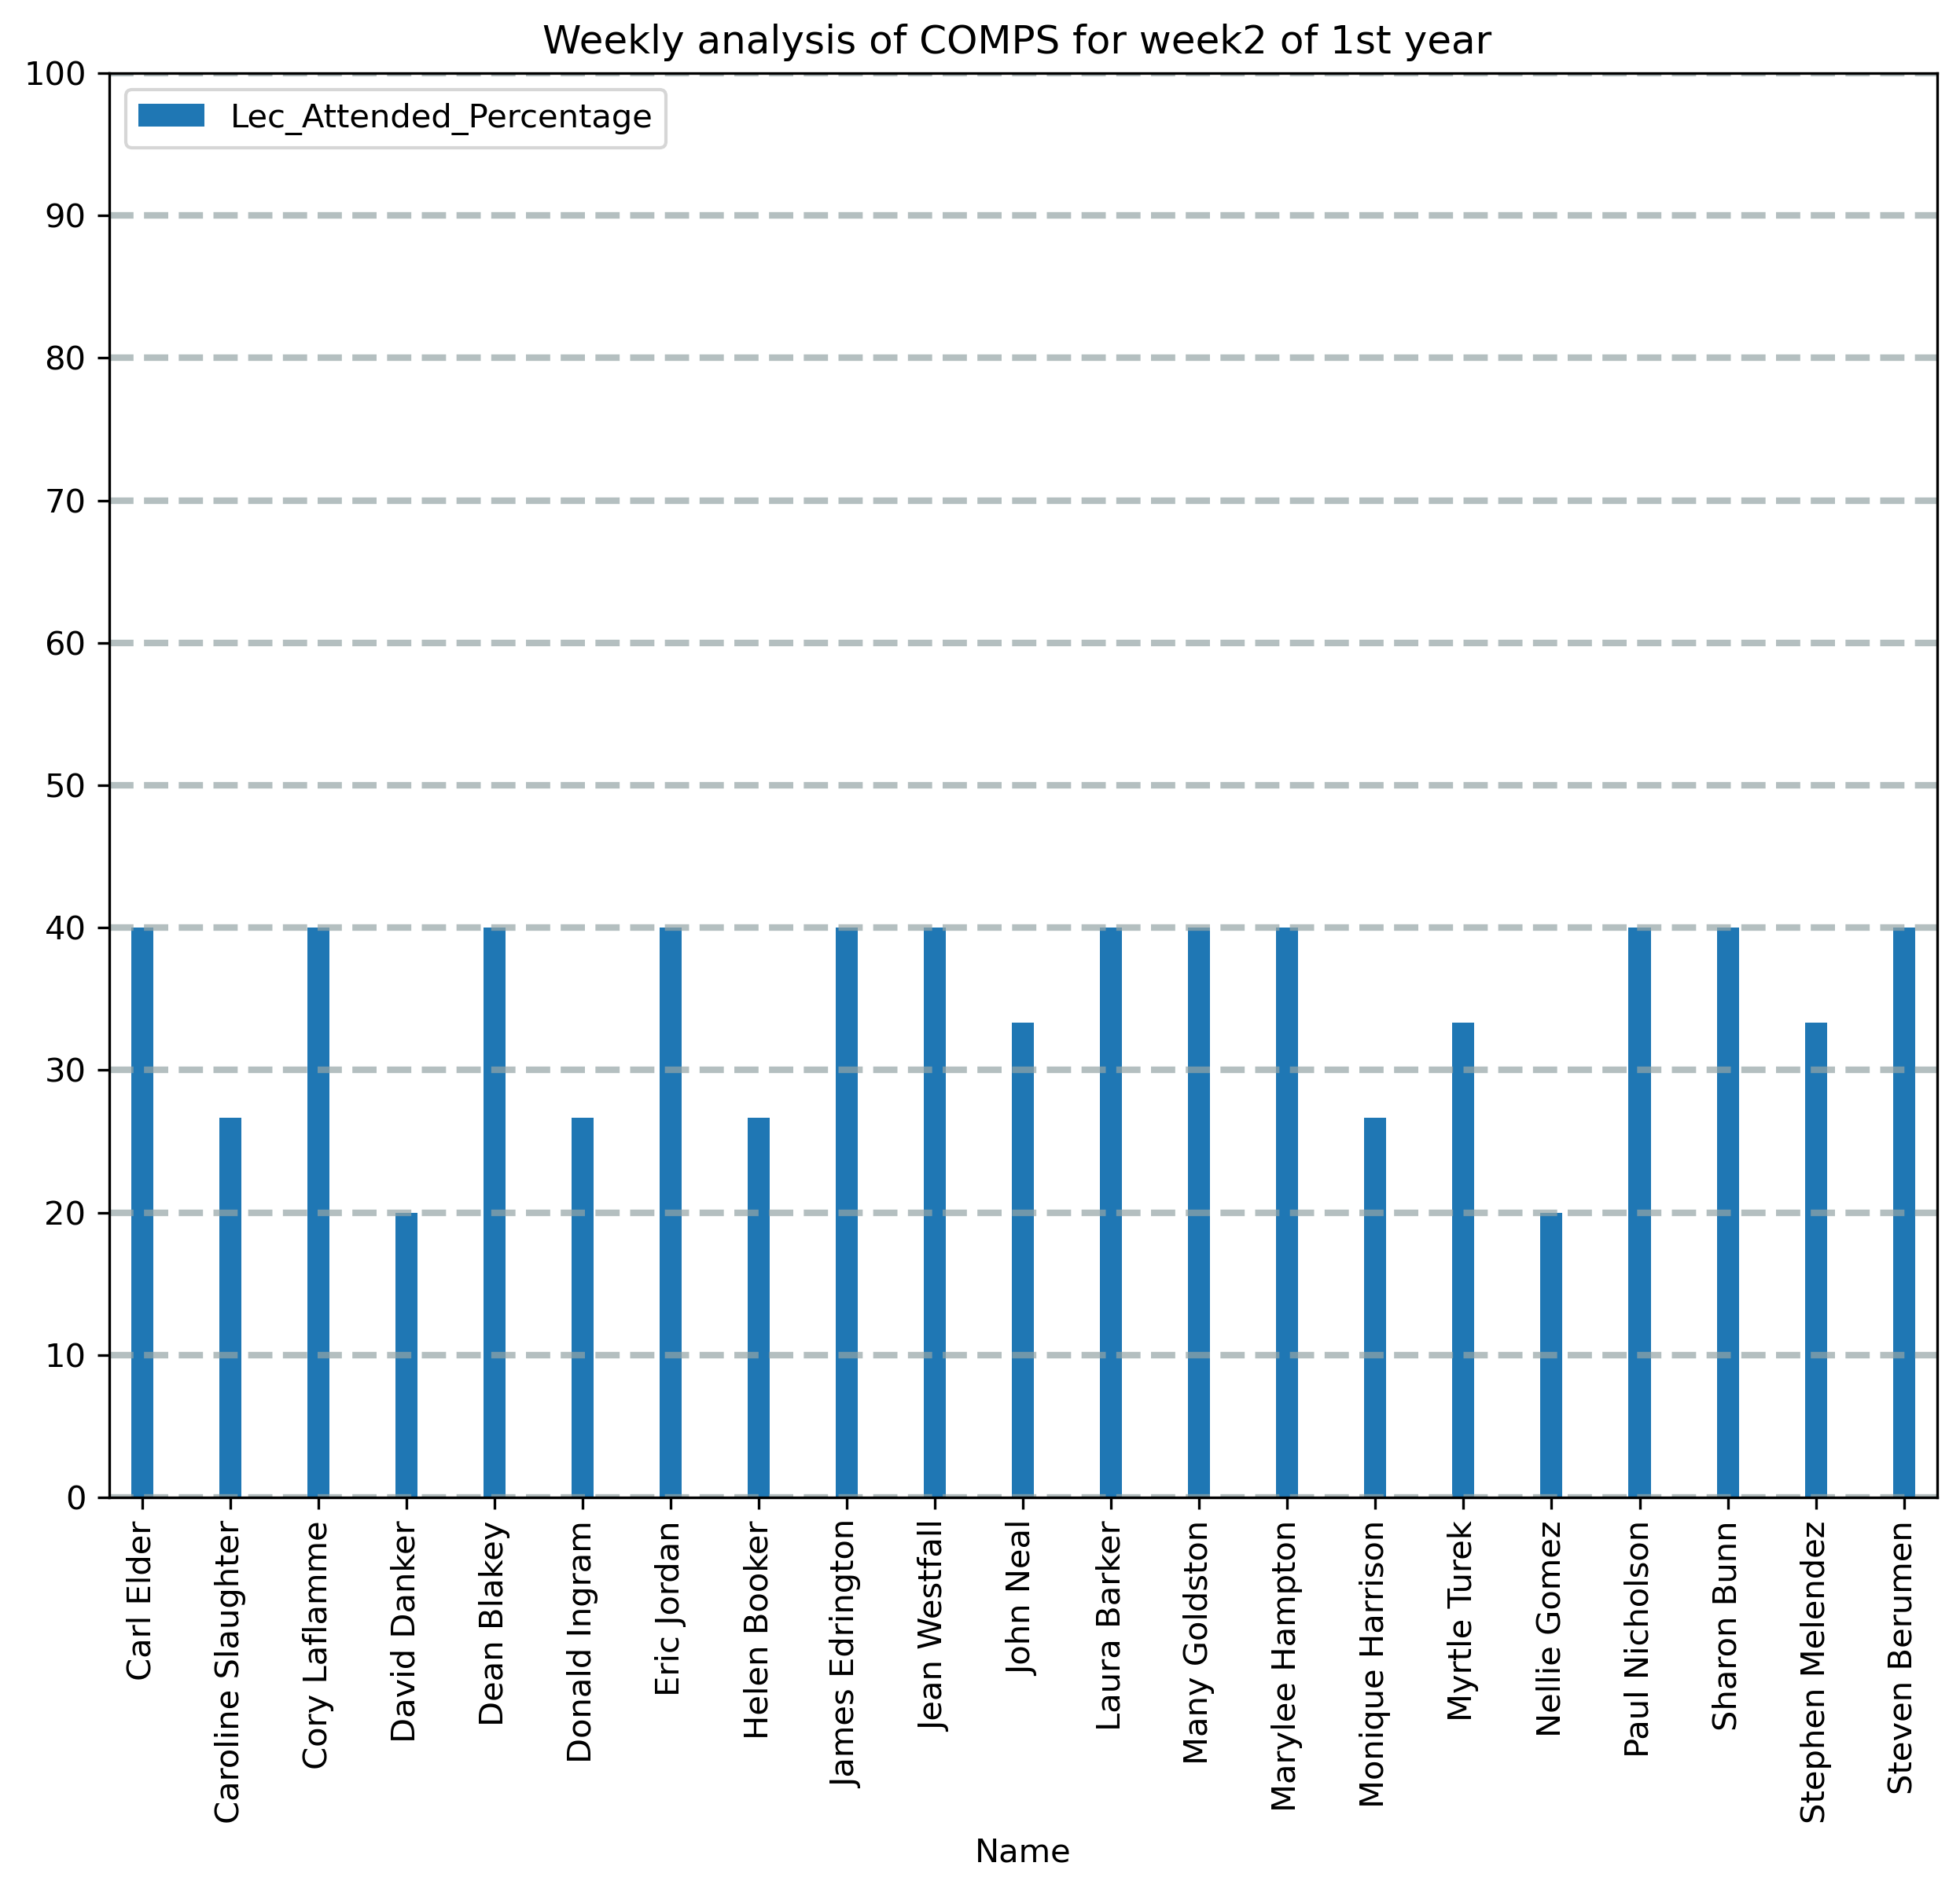 Weekly analysis of COMPS for week2 of 1st year
Lec_Attended_Percentage
100
90
80
70
60
50
40
30
20
10
0
Carl Elder
Caroline Slaughter
Cory Laflamme
David Danker
Dean Blakey
Donald Ingram
Eric Jordan
Helen Booker
James Edrington
Jean Westfall
John Neal
Laura Barker
Many Goldston
Marylee Hampton
Monique Harrison
Myrtle Turek
Nellie Gomez
Paul Nicholson
Sharon Bunn
Stephen Melendez
Steven Berumen
Name